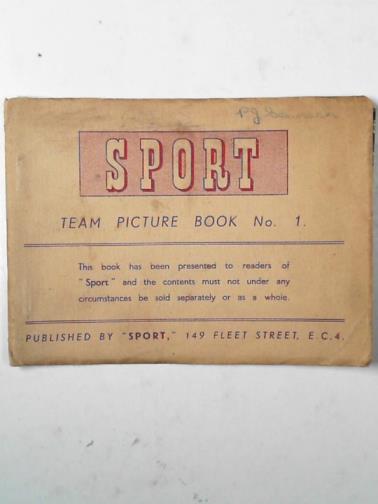 SPORT
TEAM PICTURE BOOK No. 1.
This book has been presented to readers of
"Sport" and the contents must not under any
circumstances be sold separately or as a whole.
PUBLISHED BY "SPORT," 149 FLEET STREET, E.C.4.